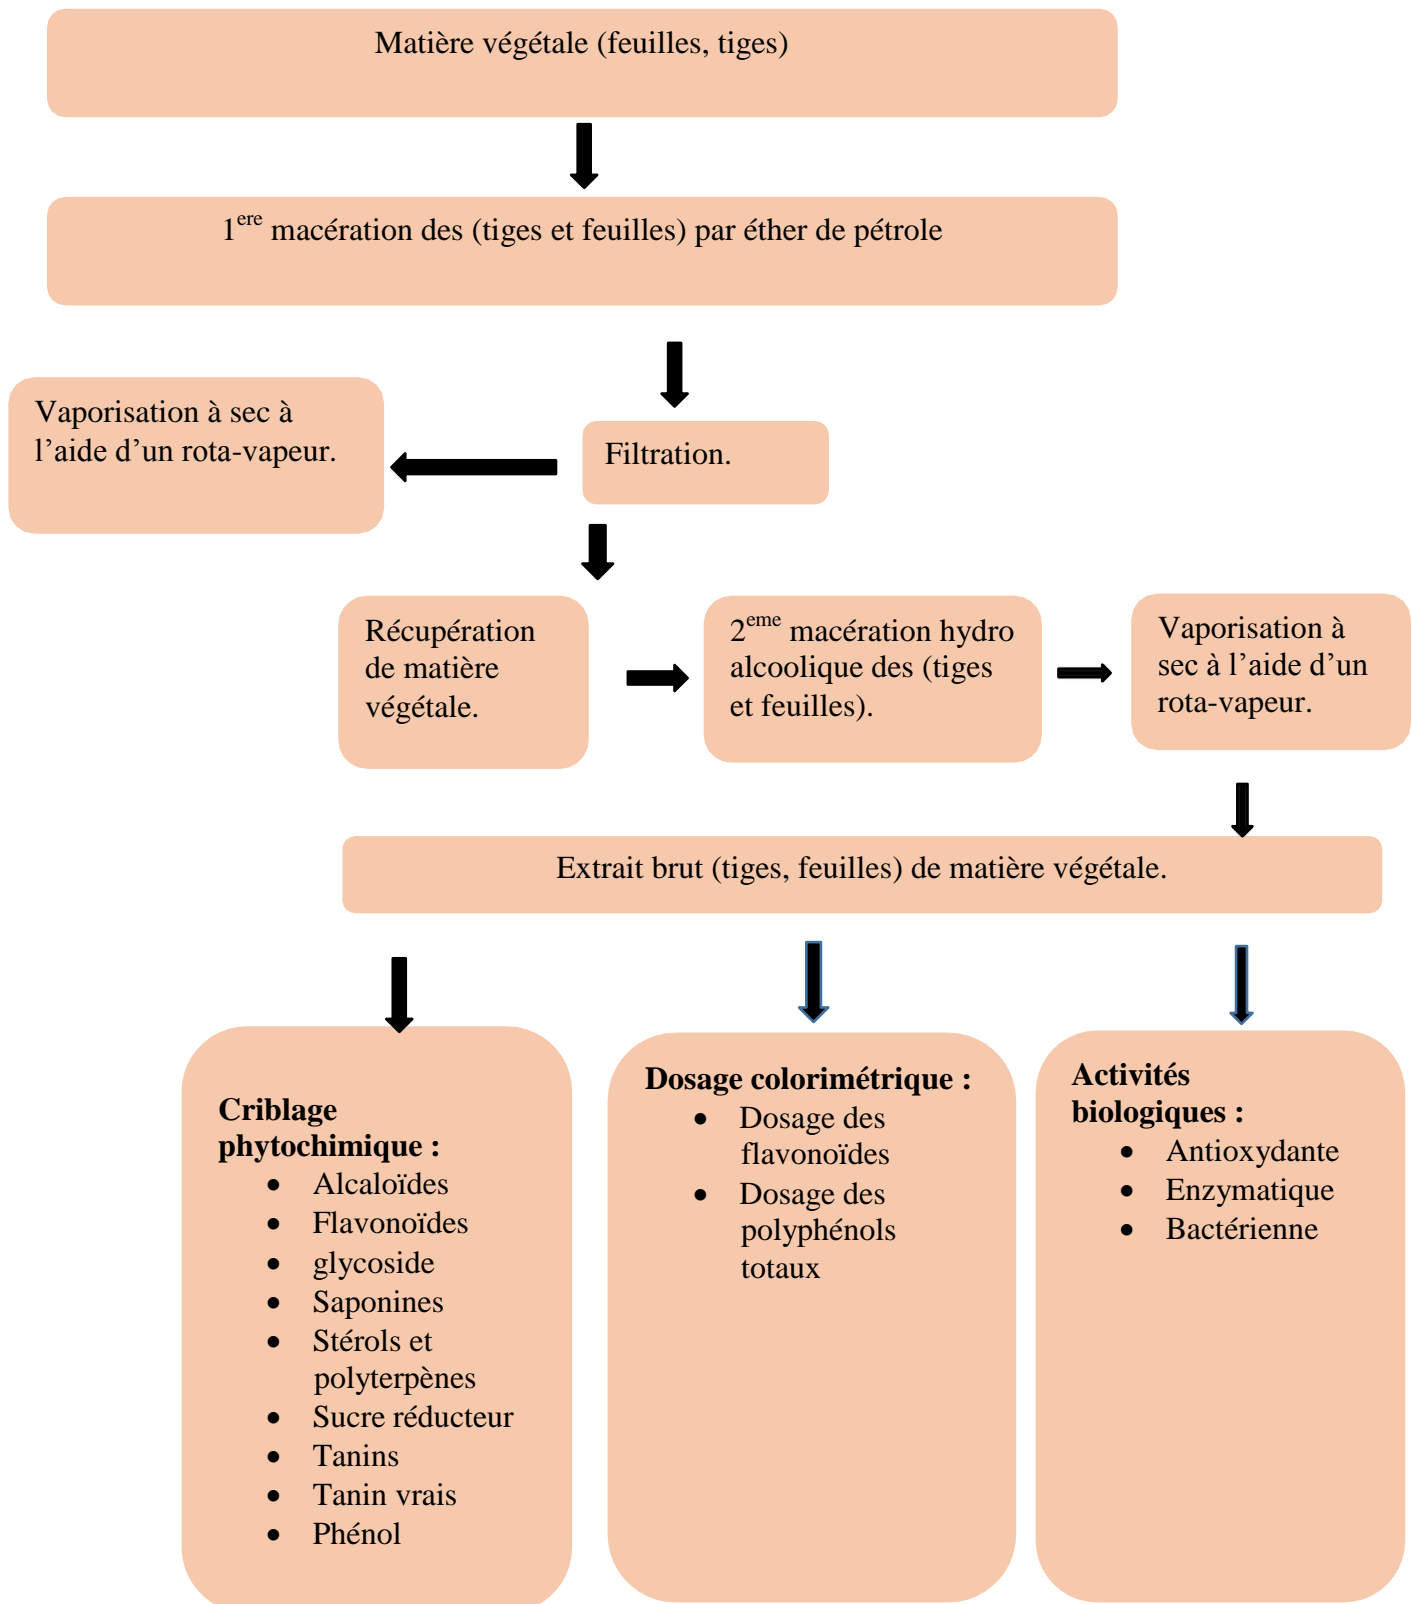 Matière végétale (feuilles, tiges)
1ere macération des (tiges et feuilles) par éther de pétrole
Vaporisation à sec à
l’aide d’un rota-vapeur.
Filtration.
Récupération
de matière
végétale.
2eme macération hydro
alcoolique des (tiges
et feuilles).
Vaporisation à
sec à l’aide d’un
rota-vapeur.
Extrait brut (tiges, feuilles) de matière végétale.
Criblage
phytochimique :
• Alcaloïdes
• Flavonoïdes
• glycoside
• Saponines
• Stérols et
polyterpènes
• Sucre réducteur
• Tanins
• Tanin vrais
• Phénol
Dosage colorimétrique :
• Dosage des
flavonoïdes
• Dosage des
polyphénols
totaux
Activités
biologiques :
• Antioxydante
• Enzymatique
• Bactérienne